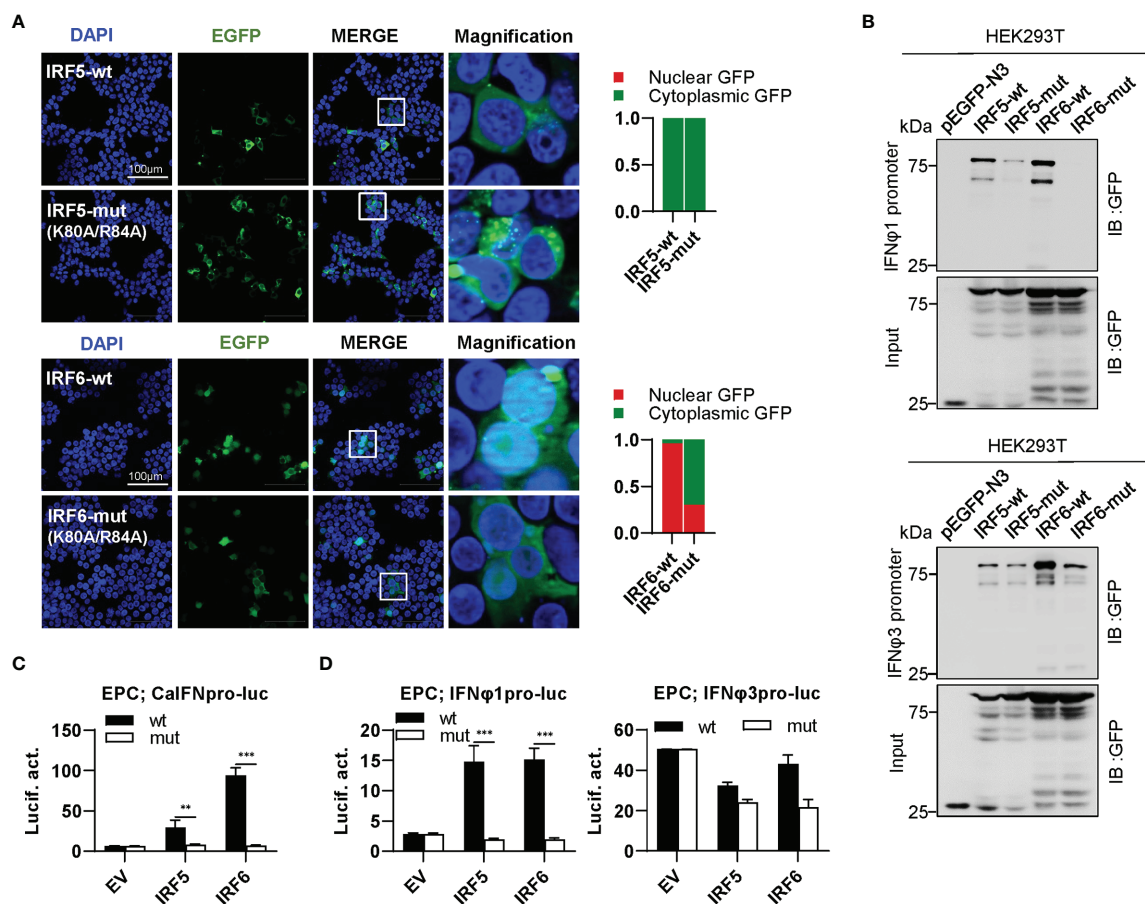 A
DAPI EGFP MERGE Magnification
IRF5-wt
100μm
IRF5-mut
(K80A/R84A)
Nuclear GFP
Cytoplasmic GFP
1.0
0.5
0.0
IRF5-wt
IRF5-mut
DAPI EGFP MERGE Magnification
IRF6-wt
100μm
IRF6-mut
(K80A/R84A)
Nuclear GFP
Cytoplasmic GFP
1.0
0.5
0
IRF6-wt
IRF6-mut
B
HEK293T
kDa
pEGFP-N3
IRF5-wt
IRF5-mut
IRF6-wt
IRF6-mut
75
25
IFNφ1 promoter
IB :GFP
75
25
Input
IB :GFP
HEK293T
kDa
pEGFP-N3
IRF5-wt
IRF5-mut
IRF6-wt
IRF6-mut
75
25
IFNφ3 promoter
IB :GFP
75
25
Input
IB :GFP
C
EPC; CaIFNpro-luc
wt
mut
Lucif. act.
150
100
50
0
**
***
EV
IRF5
IRF6
D
EPC; IFNφ1pro-luc
wt
mut
Lucif. act.
20
15
10
5
0
***
***
EV
IRF5
IRF6
EPC; IFNφ3pro-luc
wt mut
Lucif. act.
60
40
20
0
EV
IRF5
IRF6